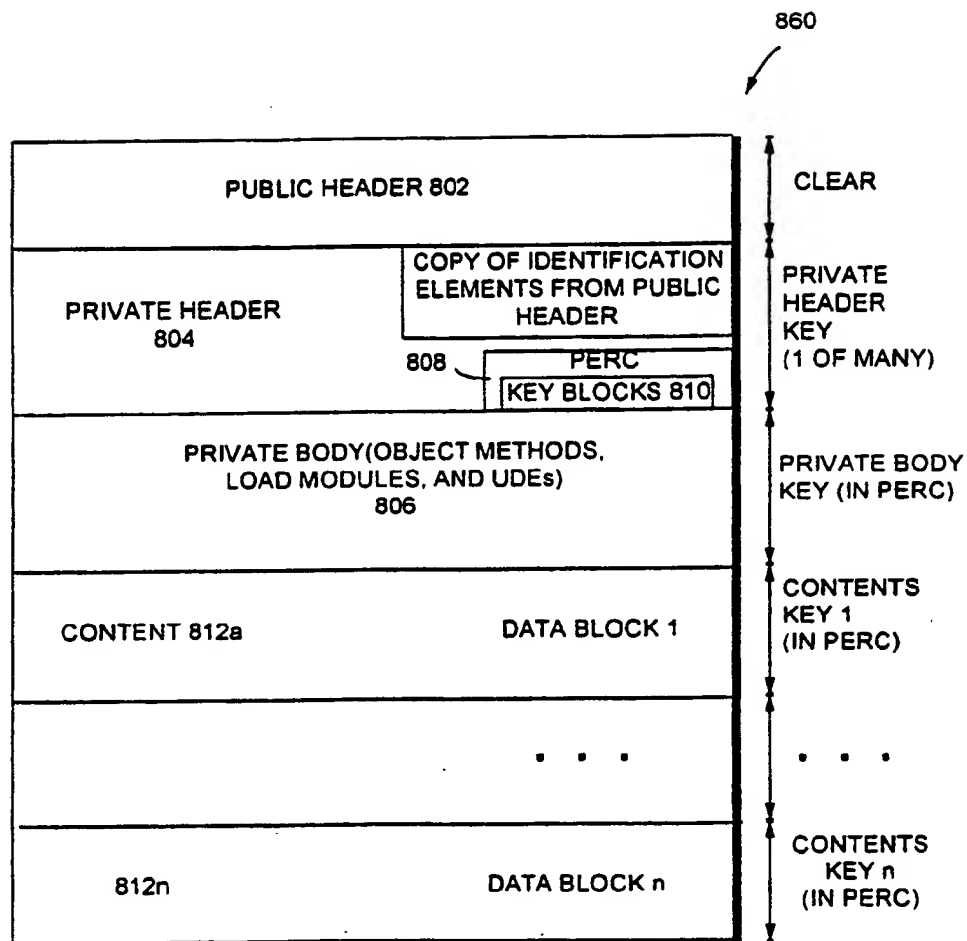 860
PUBLIC HEADER 802
CLEAR
COPY OF IDENTIFICATION
ELEMENTS FROM PUBLIC
HEADER
PRIVATE HEADER
804
PRIVATE
HEADER
KEY
(1 OF MANY)
808
PERC
KEY BLOCKS 810
PRIVATE BODY(OBJECT METHODS,
LOAD MODULES, AND UDEs)
806
PRIVATE BODY
KEY (IN PERC)
CONTENT 812a
DATA BLOCK 1
CONTENTS
KEY 1
(IN PERC)
. . .
. . .
812n
DATA BLOCK n
CONTENTS
KEY n
(IN PERC)